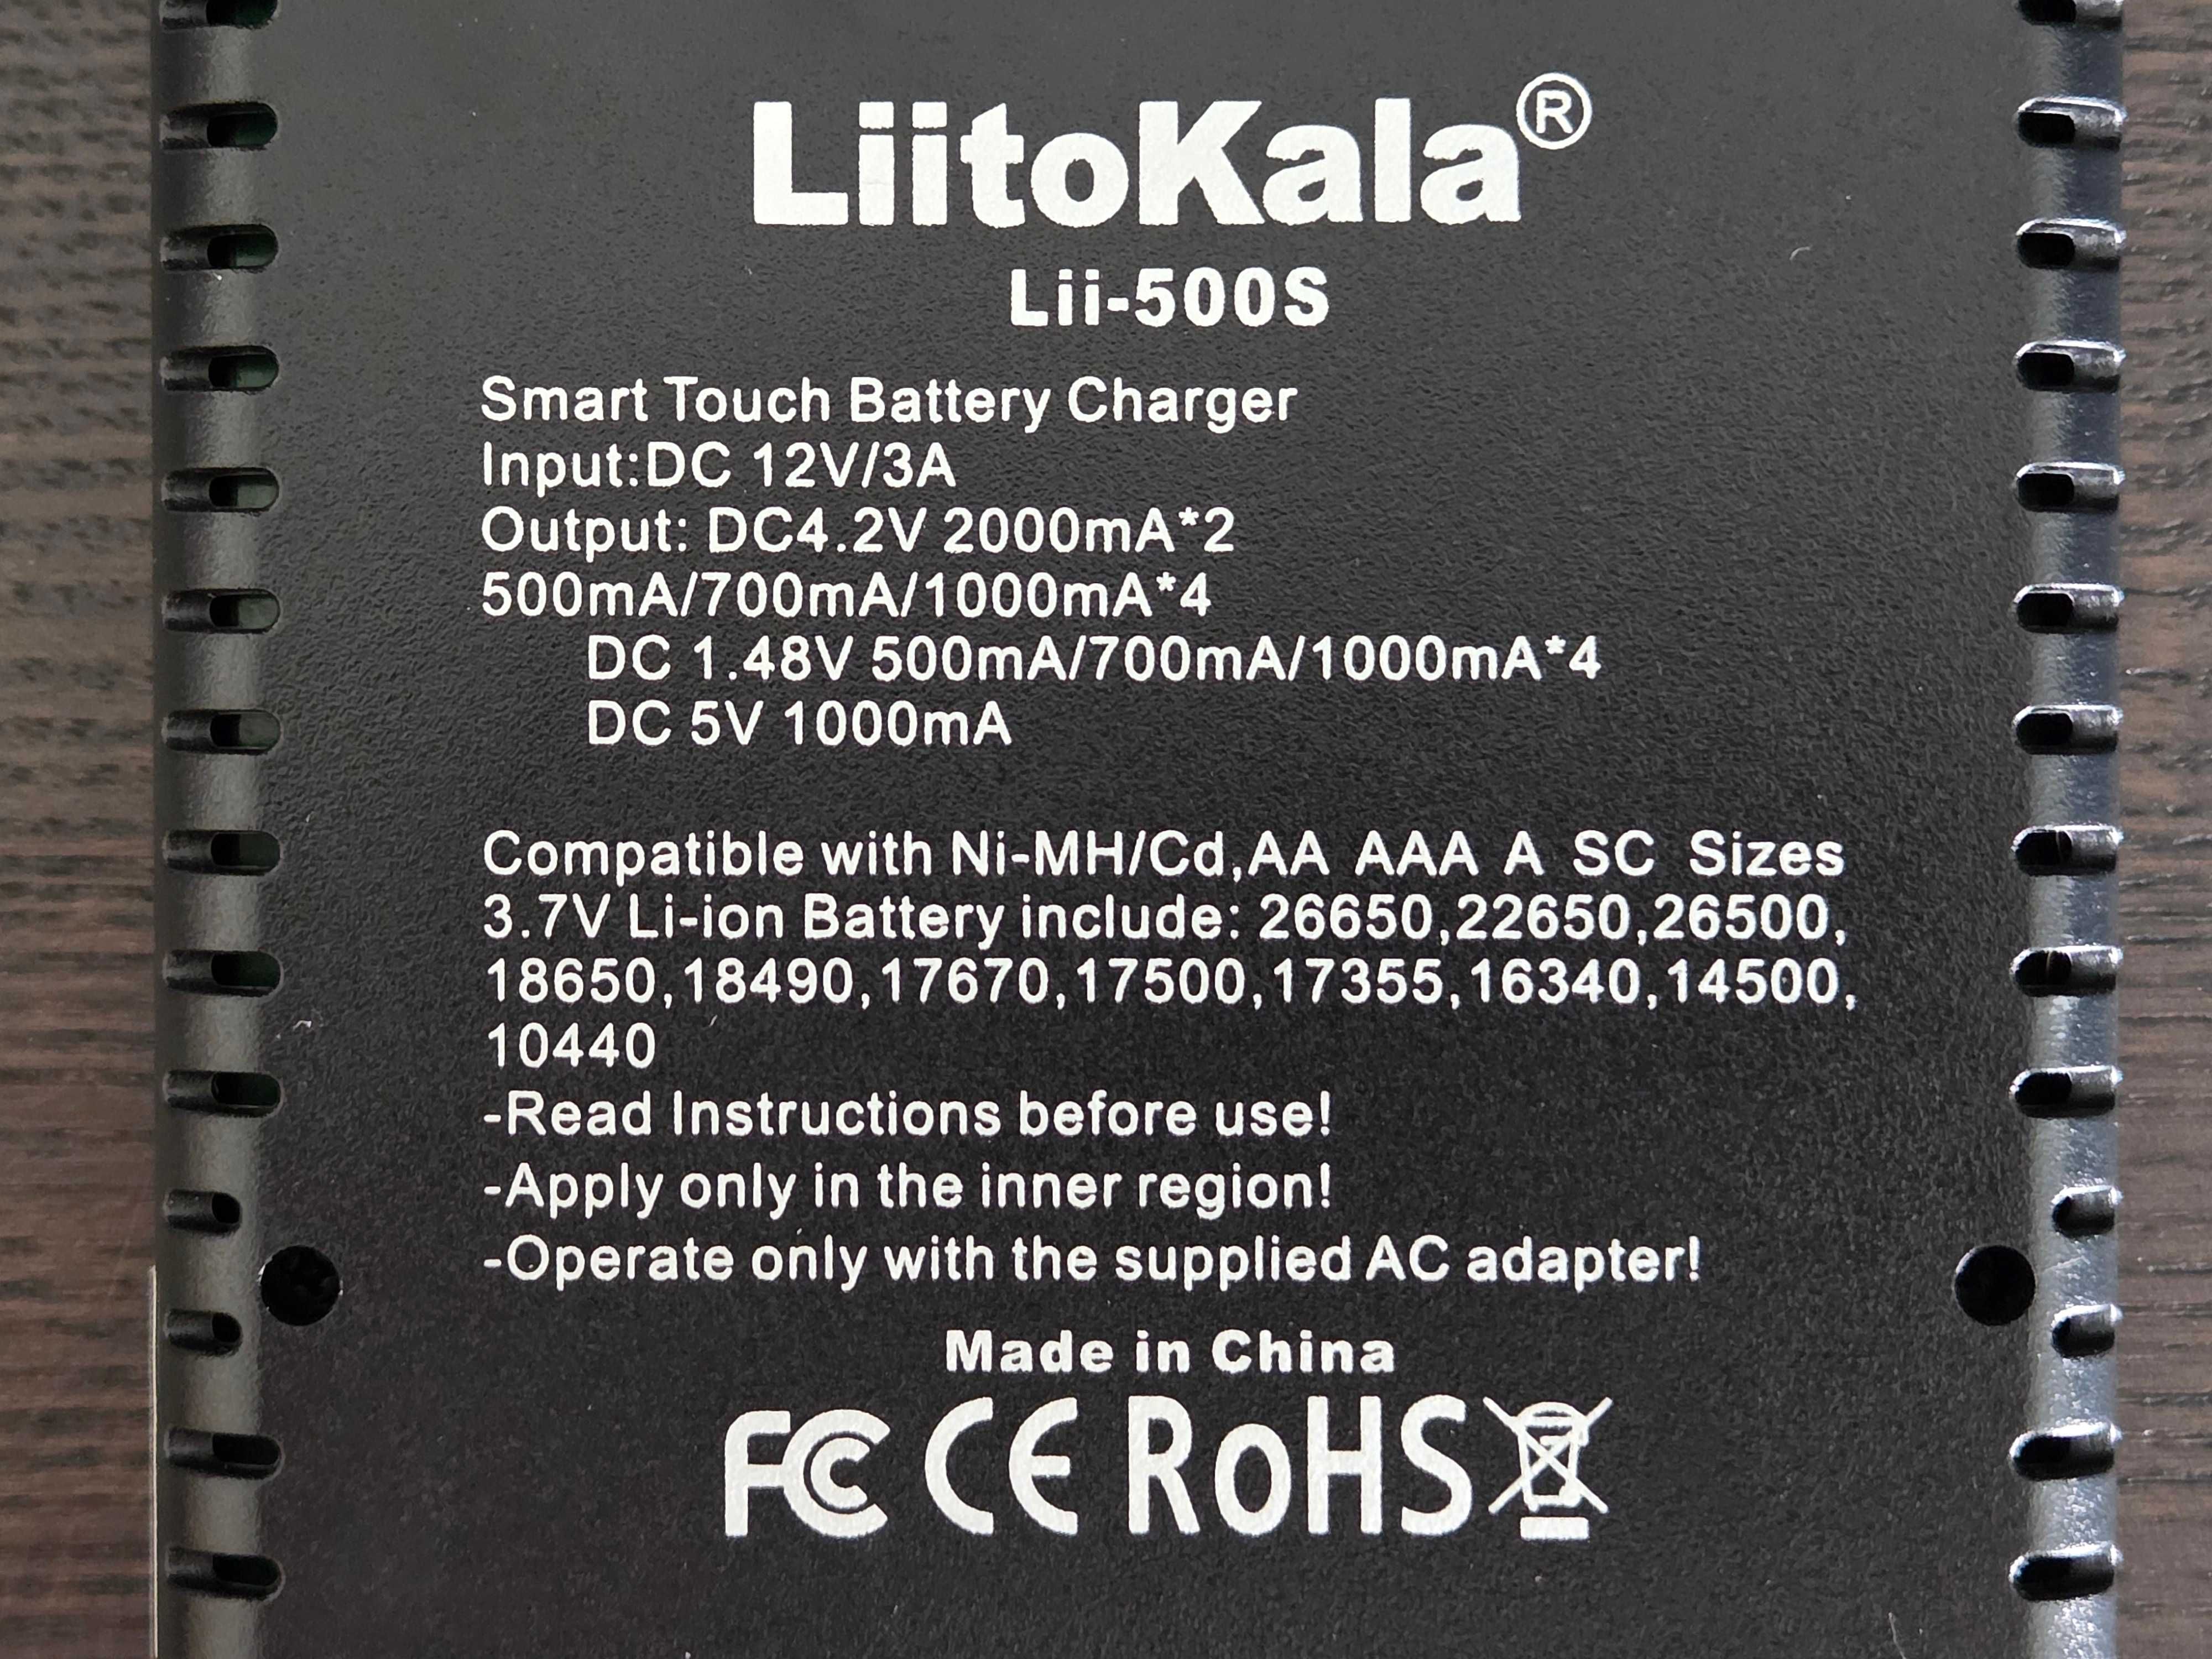 LiitoKala®
Lii-500S
Smart Touch Battery Charger
Input:DC 12V/3A
Output: DC4.2V 2000mA*2
500mA/700mA/1000mA*4
DC 1.48V 500mA/700mA/1000mA*4
DC 5V 1000mA
Compatible with Ni-MH/Cd,AA AAA A SC Sizes
3.7V Li-ion Battery include: 26650,22650,26500,
18650,18490,17670,17500,17355,16340,14500,
10440
-Read Instructions before use!
-Apply only in the inner region!
-Operate only with the supplied AC adapter!
Made in China
FC CE RoHS